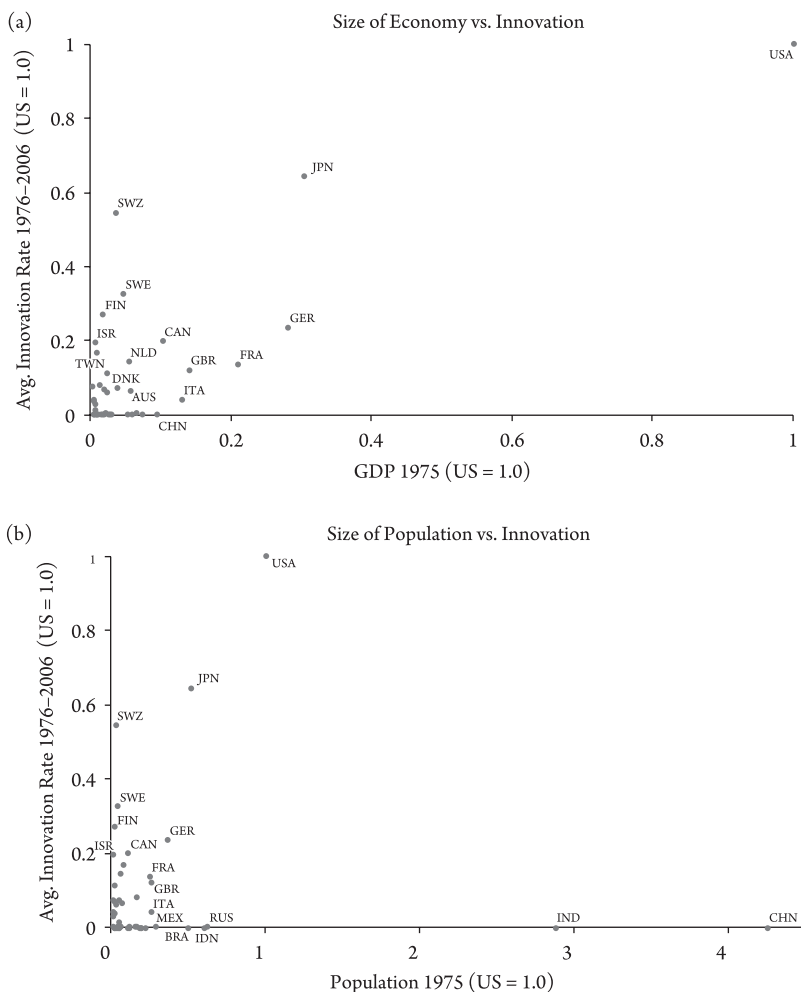 (a)
Size of Economy vs. Innovation
Avg. Innovation Rate 1976–2006 (US = 1.0)
1
0.8
0.6
0.4
0.2
0
USA
JPN
SWZ
SWE
FIN
GER
ISR
CAN
NLD
FRA
TWN
GBR
DNK
AUS
ITA
CHN
0 0.2 0.4 0.6 0.8 1
GDP 1975 (US = 1.0)
(b)
Size of Population vs. Innovation
Avg. Innovation Rate 1976–2006 (US = 1.0)
1
0.8
0.6
0.4
0.2
0
USA
JPN
SWZ
SWE
FIN
GER
ISR
CAN
FRA
GBR
ITA
MEX
RUS
IND
CHN
BRA
IDN
0 1 2 3 4
Population 1975 (US = 1.0)